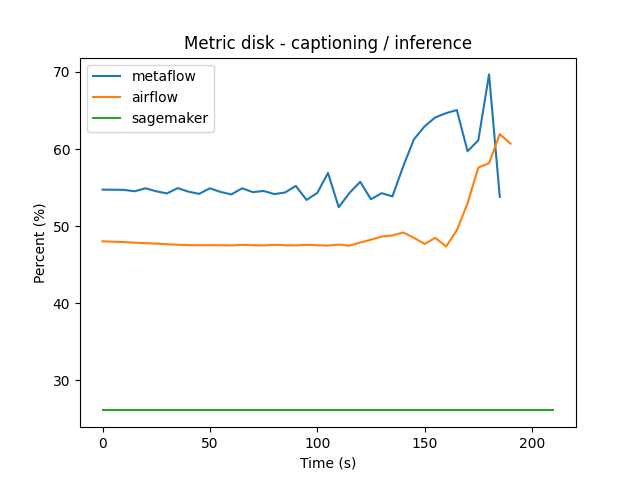 Metric disk - captioning / inference
metaflow
airflow
sagemaker
Percent (%)
70
60
50
40
30
0
50
100
150
200
Time (s)